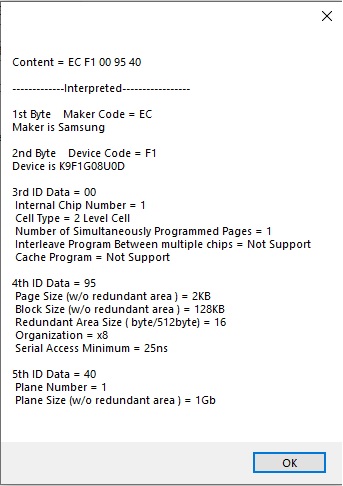 Content = EC F1 00 95 40
-------------Interpreted-----------------
1st Byte    Maker Code = EC
Maker is Samsung
2nd Byte    Device Code = F1
Device is K9F1G08U0D
3rd ID Data = 00
Internal Chip Number = 1
Cell Type = 2 Level Cell
Number of Simultaneously Programmed Pages = 1
Interleave Program Between multiple chips = Not Support
Cache Program = Not Support
4th ID Data = 95
Page Size (w/o redundant area ) = 2KB
Block Size (w/o redundant area ) = 128KB
Redundant Area Size ( byte/512byte) = 16
Organization = x8
Serial Access Minimum = 25ns
5th ID Data = 40
Plane Number = 1
Plane Size (w/o redundant area ) = 1Gb
OK